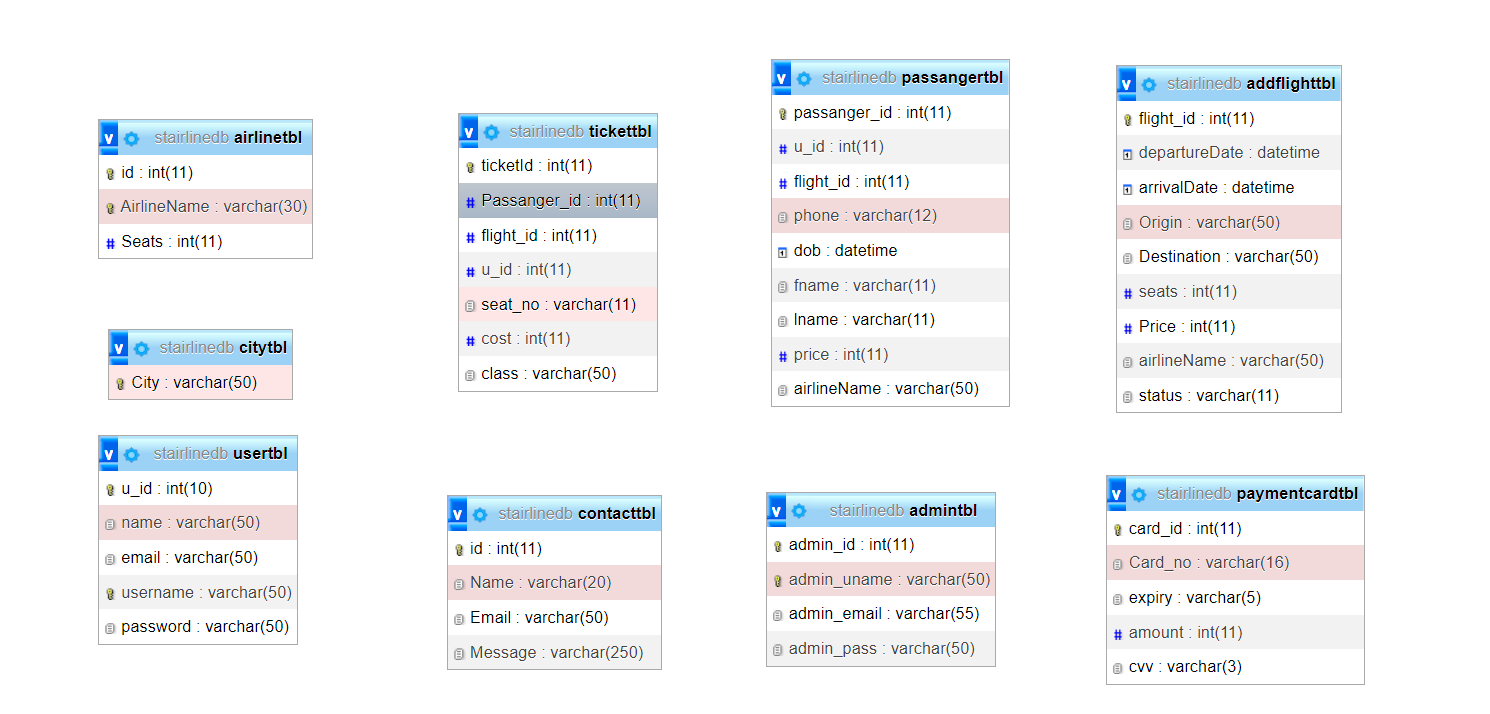 v stairlinedb airlinetbl
id : int(11)
AirlineName : varchar(30)
Seats : int(11)
v stairlinedb citytbl
City : varchar(50)
v stairlinedb usertbl
u_id : int(10)
name : varchar(50)
email : varchar(50)
username : varchar(50)
password : varchar(50)
v stairlinedb tickettbl
ticketId : int(11)
# Passanger_id : int(11)
# flight_id : int(11)
# u_id : int(11)
seat_no : varchar(11)
# cost : int(11)
class : varchar(50)
v stairlinedb contacttbl
id : int(11)
Name : varchar(20)
Email : varchar(50)
Message : varchar(250)
v stairlinedb passangertbl
passanger_id : int(11)
# u_id : int(11)
# flight_id : int(11)
phone : varchar(12)
dob : datetime
fname : varchar(11)
lname : varchar(11)
# price : int(11)
airlineName : varchar(50)
v stairlinedb admintbl
admin_id : int(11)
admin_uname : varchar(50)
admin_email : varchar(55)
admin_pass : varchar(50)
v stairlinedb addflighttbl
flight_id : int(11)
departureDate : datetime
arrivalDate : datetime
Origin : varchar(50)
Destination : varchar(50)
# seats : int(11)
# Price : int(11)
airlineName : varchar(50)
status : varchar(11)
v stairlinedb paymentcardtbl
card_id : int(11)
Card_no : varchar(16)
expiry : varchar(5)
# amount : int(11)
cvv : varchar(3)